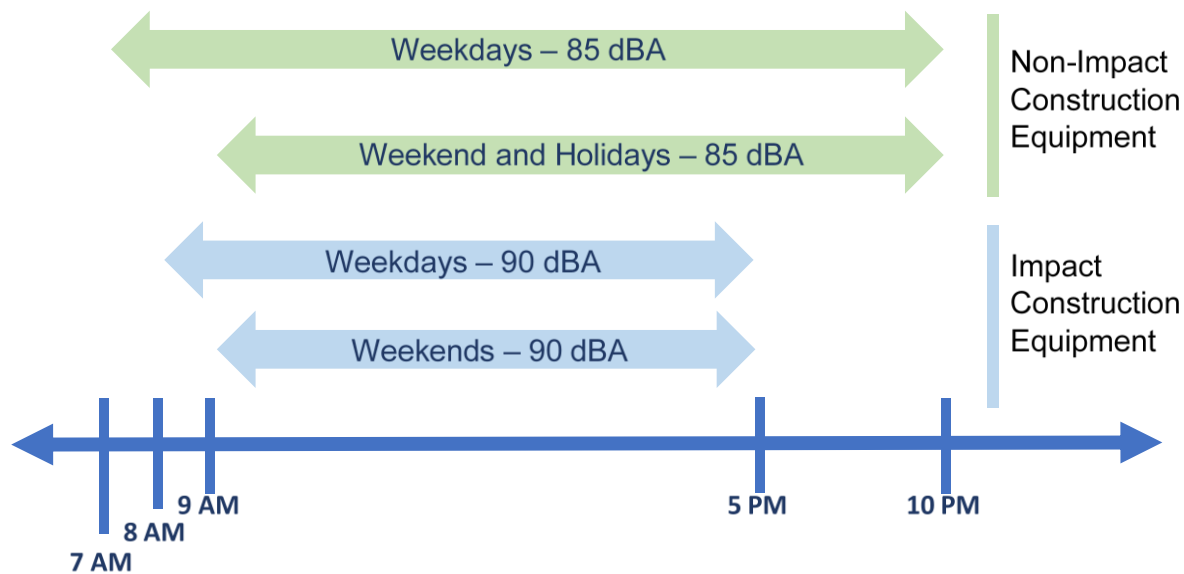 Weekdays – 85 dBA
Weekend and Holidays – 85 dBA
Non-Impact
Construction
Equipment
Weekdays – 90 dBA
Weekends – 90 dBA
Impact
Construction
Equipment
7 AM
8 AM
9 AM
5 PM
10 PM